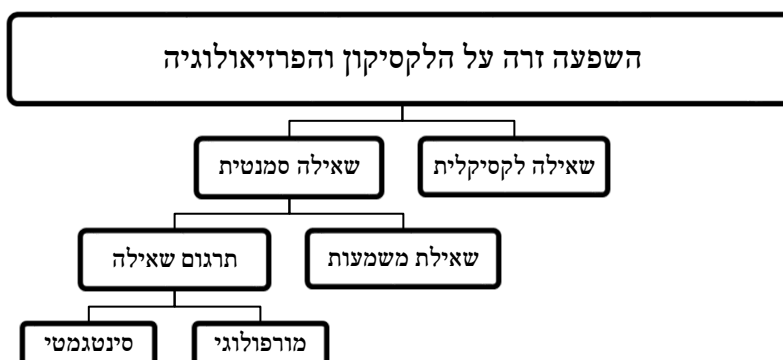 השפעה זרה על הלקסיקון והפרזיאולוגיה
שאילה לקסיקלית
שאילה סמנטית
שאילת משמעות
תרגום שאילה
מורפולוגי
סינטגמטי